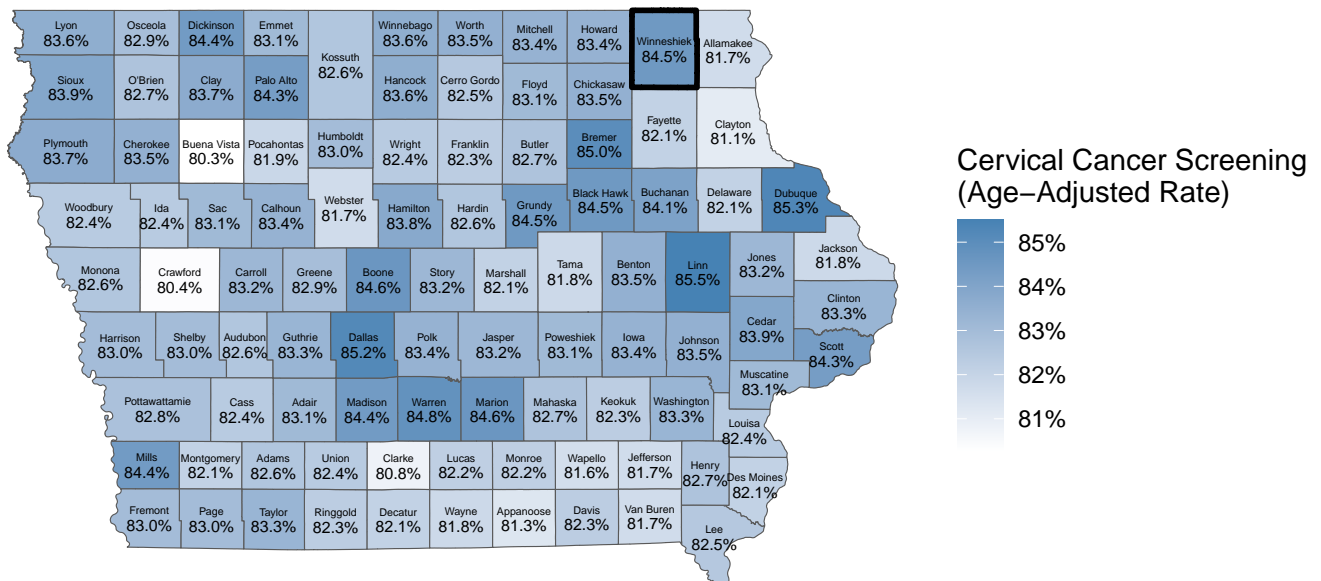 Lyon
83.6%
Osceola
82.9%
Dickinson
84.4%
Emmet
83.1%
Kossuth
82.6%
Winnebago
83.6%
Worth
83.5%
Mitchell
83.4%
Howard
83.4%
Winneshiek
84.5%
Allamakee
81.7%
Sioux
83.9%
O'Brien
82.7%
Clay
83.7%
Palo Alto
84.3%
Hancock
83.6%
Cerro Gordo
82.5%
Floyd
83.1%
Chickasaw
83.5%
Fayette
82.1%
Clayton
81.1%
Plymouth
83.7%
Cherokee
83.5%
Buena Vista
80.3%
Pocahontas
81.9%
Humboldt
83.0%
Wright
82.4%
Franklin
82.3%
Butler
82.7%
Bremer
85.0%
Woodbury
82.4%
Ida
82.4%
Sac
83.1%
Calhoun
83.4%
Webster
81.7%
Hamilton
83.8%
Hardin
82.6%
Grundy
84.5%
Black Hawk
84.5%
Buchanan
84.1%
Delaware
82.1%
Dubuque
85.3%
Monona
82.6%
Crawford
80.4%
Carroll
83.2%
Greene
82.9%
Boone
84.6%
Story
83.2%
Marshall
82.1%
Tama
81.8%
Benton
83.5%
Linn
85.5%
Jones
83.2%
Jackson
81.8%
Clinton
83.3%
Harrison
83.0%
Shelby
83.0%
Audubon
82.6%
Guthrie
83.3%
Dallas
85.2%
Polk
83.4%
Jasper
83.2%
Poweshiek
83.1%
Iowa
83.4%
Johnson
83.5%
Cedar
83.9%
Scott
84.3%
Muscatine
83.1%
Pottawattamie
82.8%
Cass
82.4%
Adair
83.1%
Madison
84.4%
Warren
84.8%
Marion
84.6%
Mahaska
82.7%
Keokuk
82.3%
Washington
83.3%
Louisa
82.4%
Mills
84.4%
Montgomery
82.1%
Adams
82.6%
Union
82.4%
Clarke
80.8%
Lucas
82.2%
Monroe
82.2%
Wapello
81.6%
Jefferson
81.7%
Henry
82.7%
Des Moines
82.1%
Fremont
83.0%
Page
83.0%
Taylor
83.3%
Ringgold
82.3%
Decatur
82.1%
Wayne
81.8%
Appanoose
81.3%
Davis
82.3%
Van Buren
81.7%
Lee
82.5%
Cervical Cancer Screening
(Age−Adjusted Rate)
85%
84%
83%
82%
81%